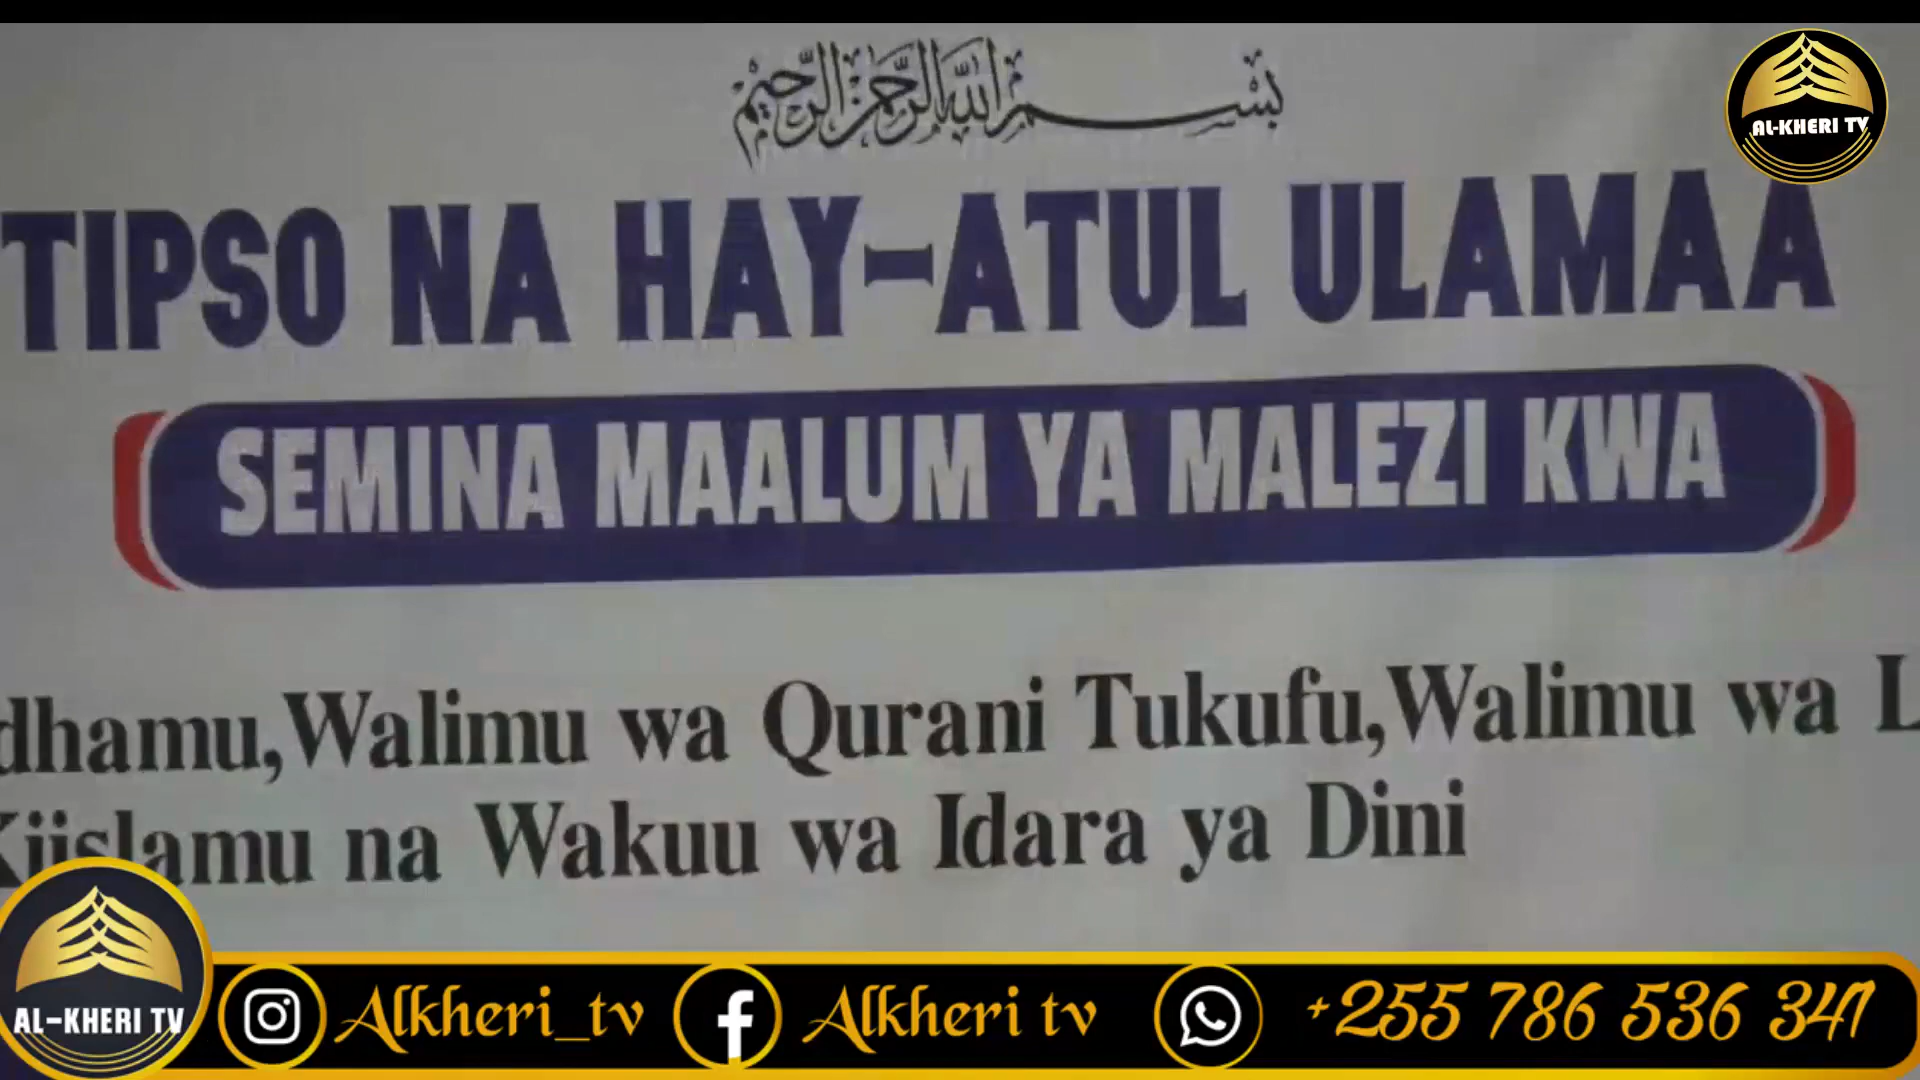 بسم الله الرحمن الرحيم
AL-KHERI TV
TIPSO NA HAY-ATUL ULAMAA
SEMINA MAALUM YA MALEZI KWA
dhamu,Walimu wa Qurani Tukufu,Walimu wa L
Kiislamu na Wakuu wa Idara ya Dini
AL-KHERI TV
Alkheri_tv
Alkheri tv
+255 786 536 341